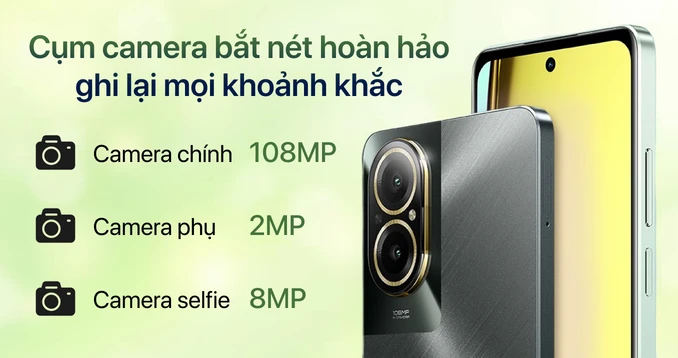 Cụm camera bắt nét hoàn hảo
ghi lại mọi khoảnh khắc
Camera chính 108MP
Camera phụ 2MP
Camera selfie 8MP
108MP